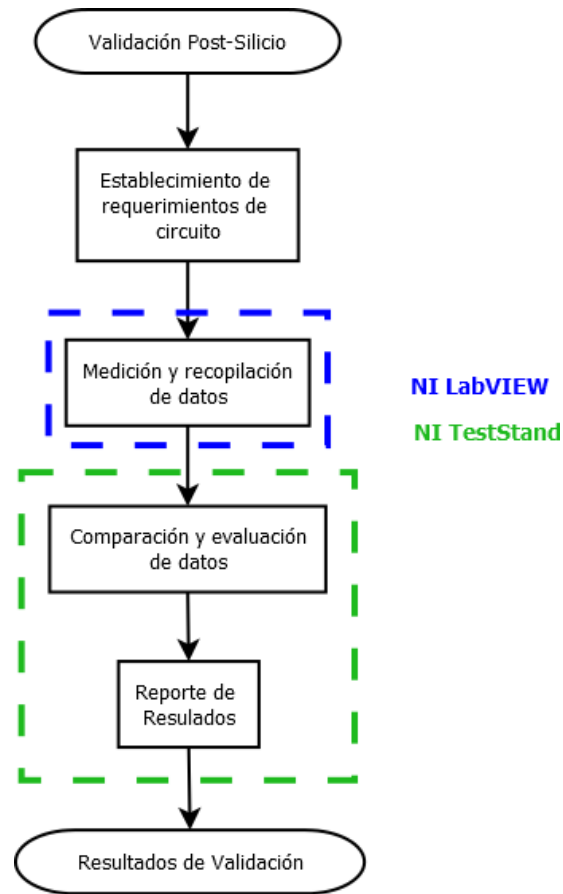 Validación Post-Silicio
Establecimiento de
requerimientos de
circuito
Medición y recopilación
de datos
NI LabVIEW
NI TestStand
Comparación y evaluación
de datos
Reporte de
Resulados
Resultados de Validación